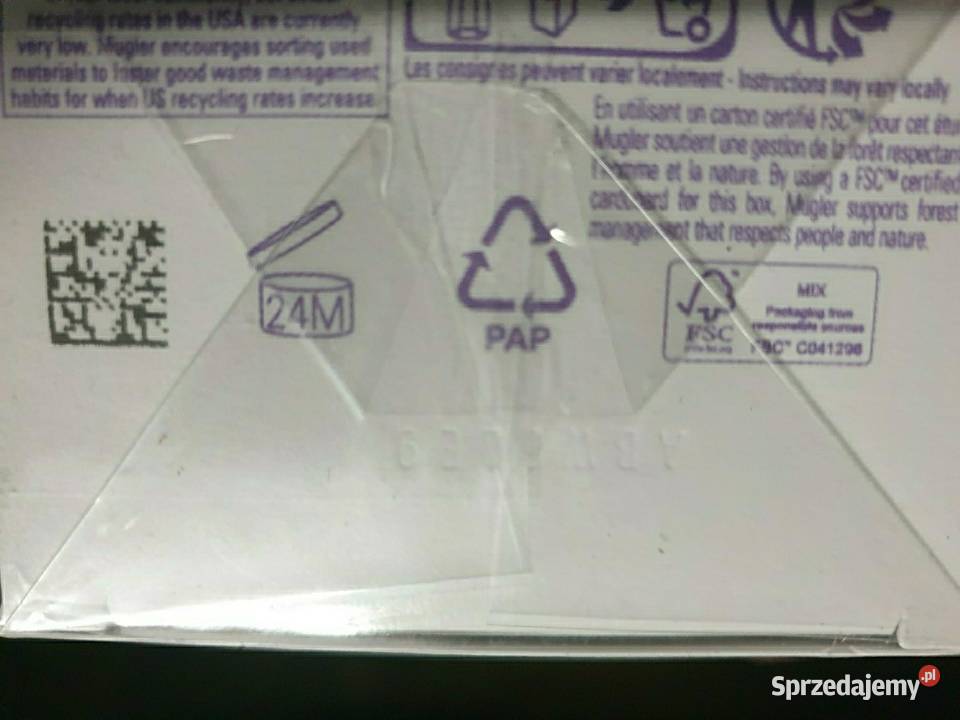 recycling rates in the USA are currently
very low. Mugler encourages sorting used
materials to foster good waste management
habits for when US recycling rates increase.
Les consignes peuvent varier localement - Instructions may vary locally
En utilisant un carton certifié FSC™ pour cet étui
Mugler soutient une gestion de la forêt respectant
l'homme et la nature. By using a FSC™ certified
cardboard for this box, Mugler supports forest
management that respects people and nature.
24M
PAP
FSC
MIX
Packaging from
responsible sources
FSC™ C041298
Sprzedajemy.pl